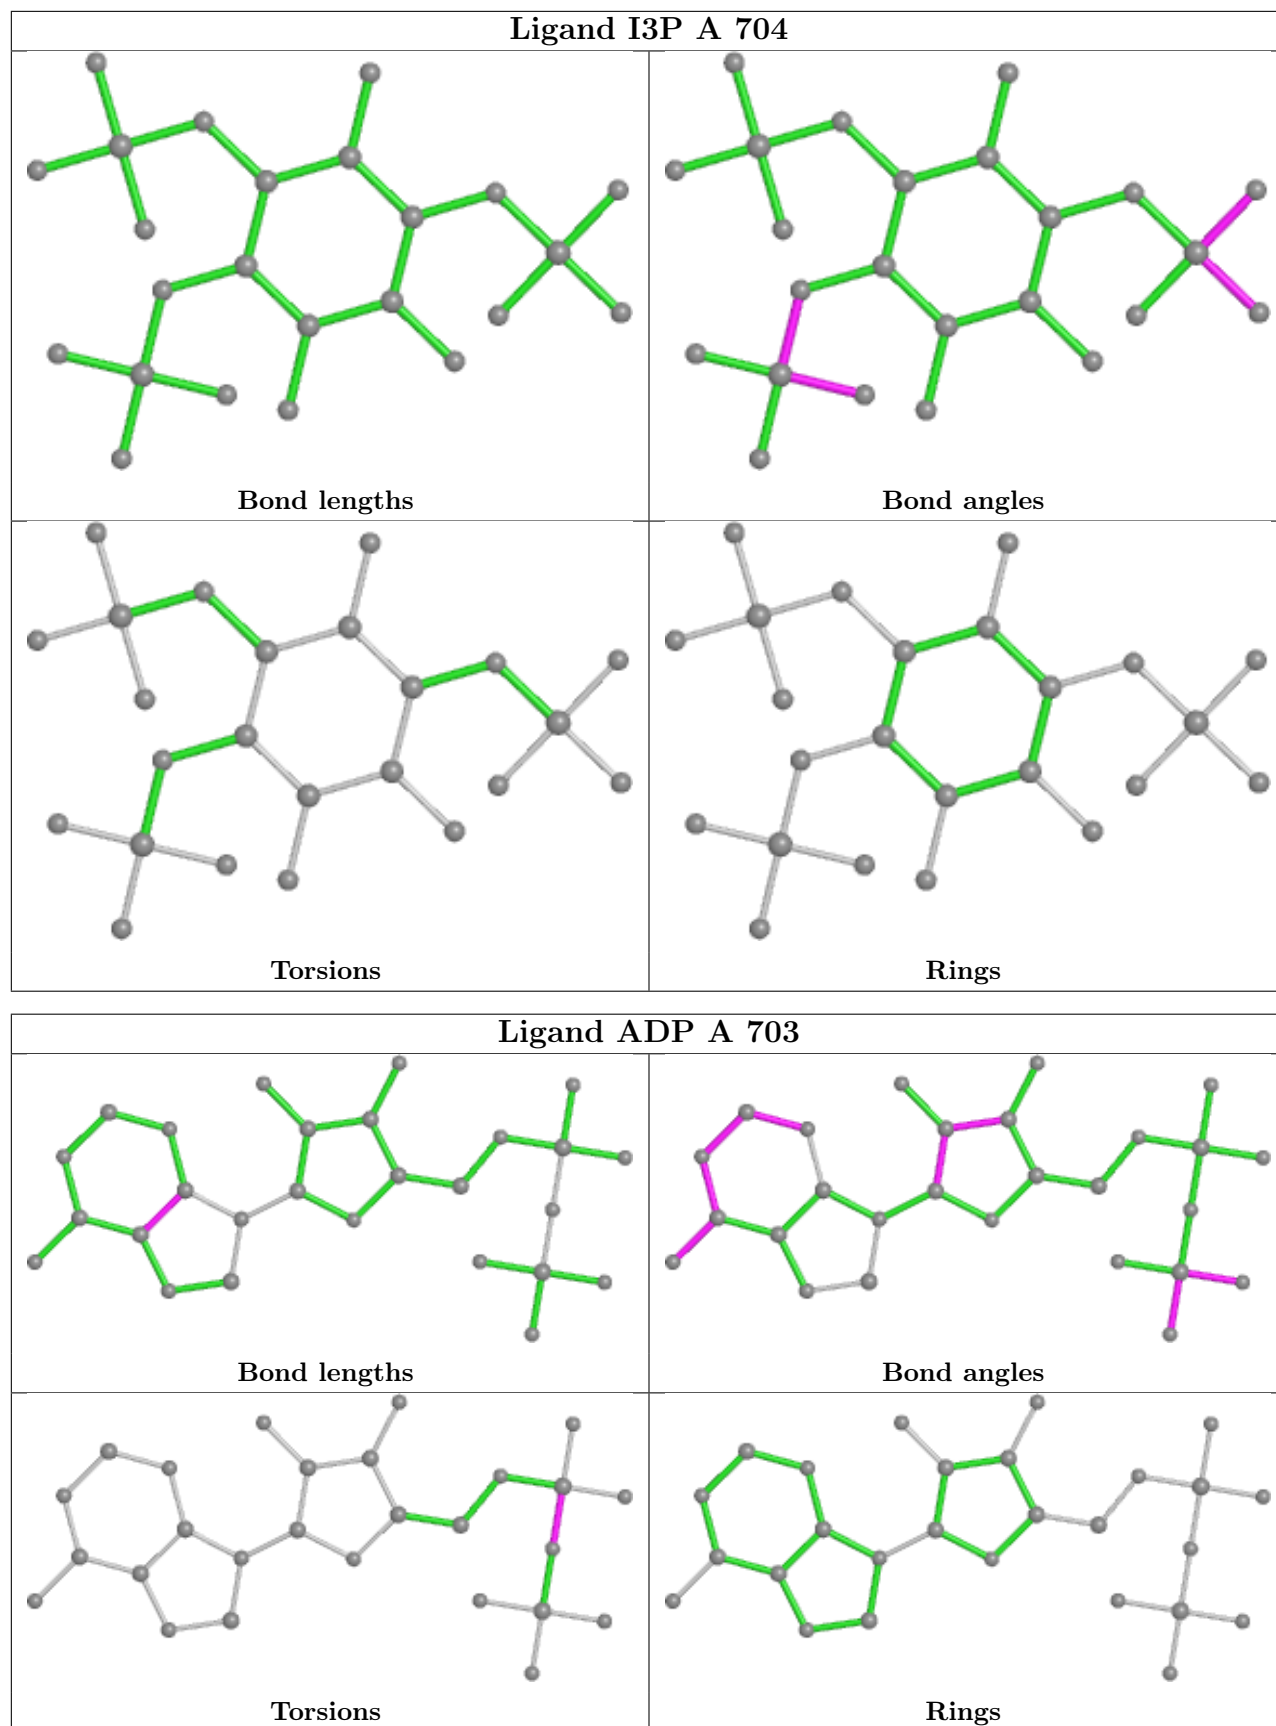 Ligand I3P A 704
Bond lengths
Bond angles
Torsions
Rings
Ligand ADP A 703
Bond lengths
Bond angles
Torsions
Rings